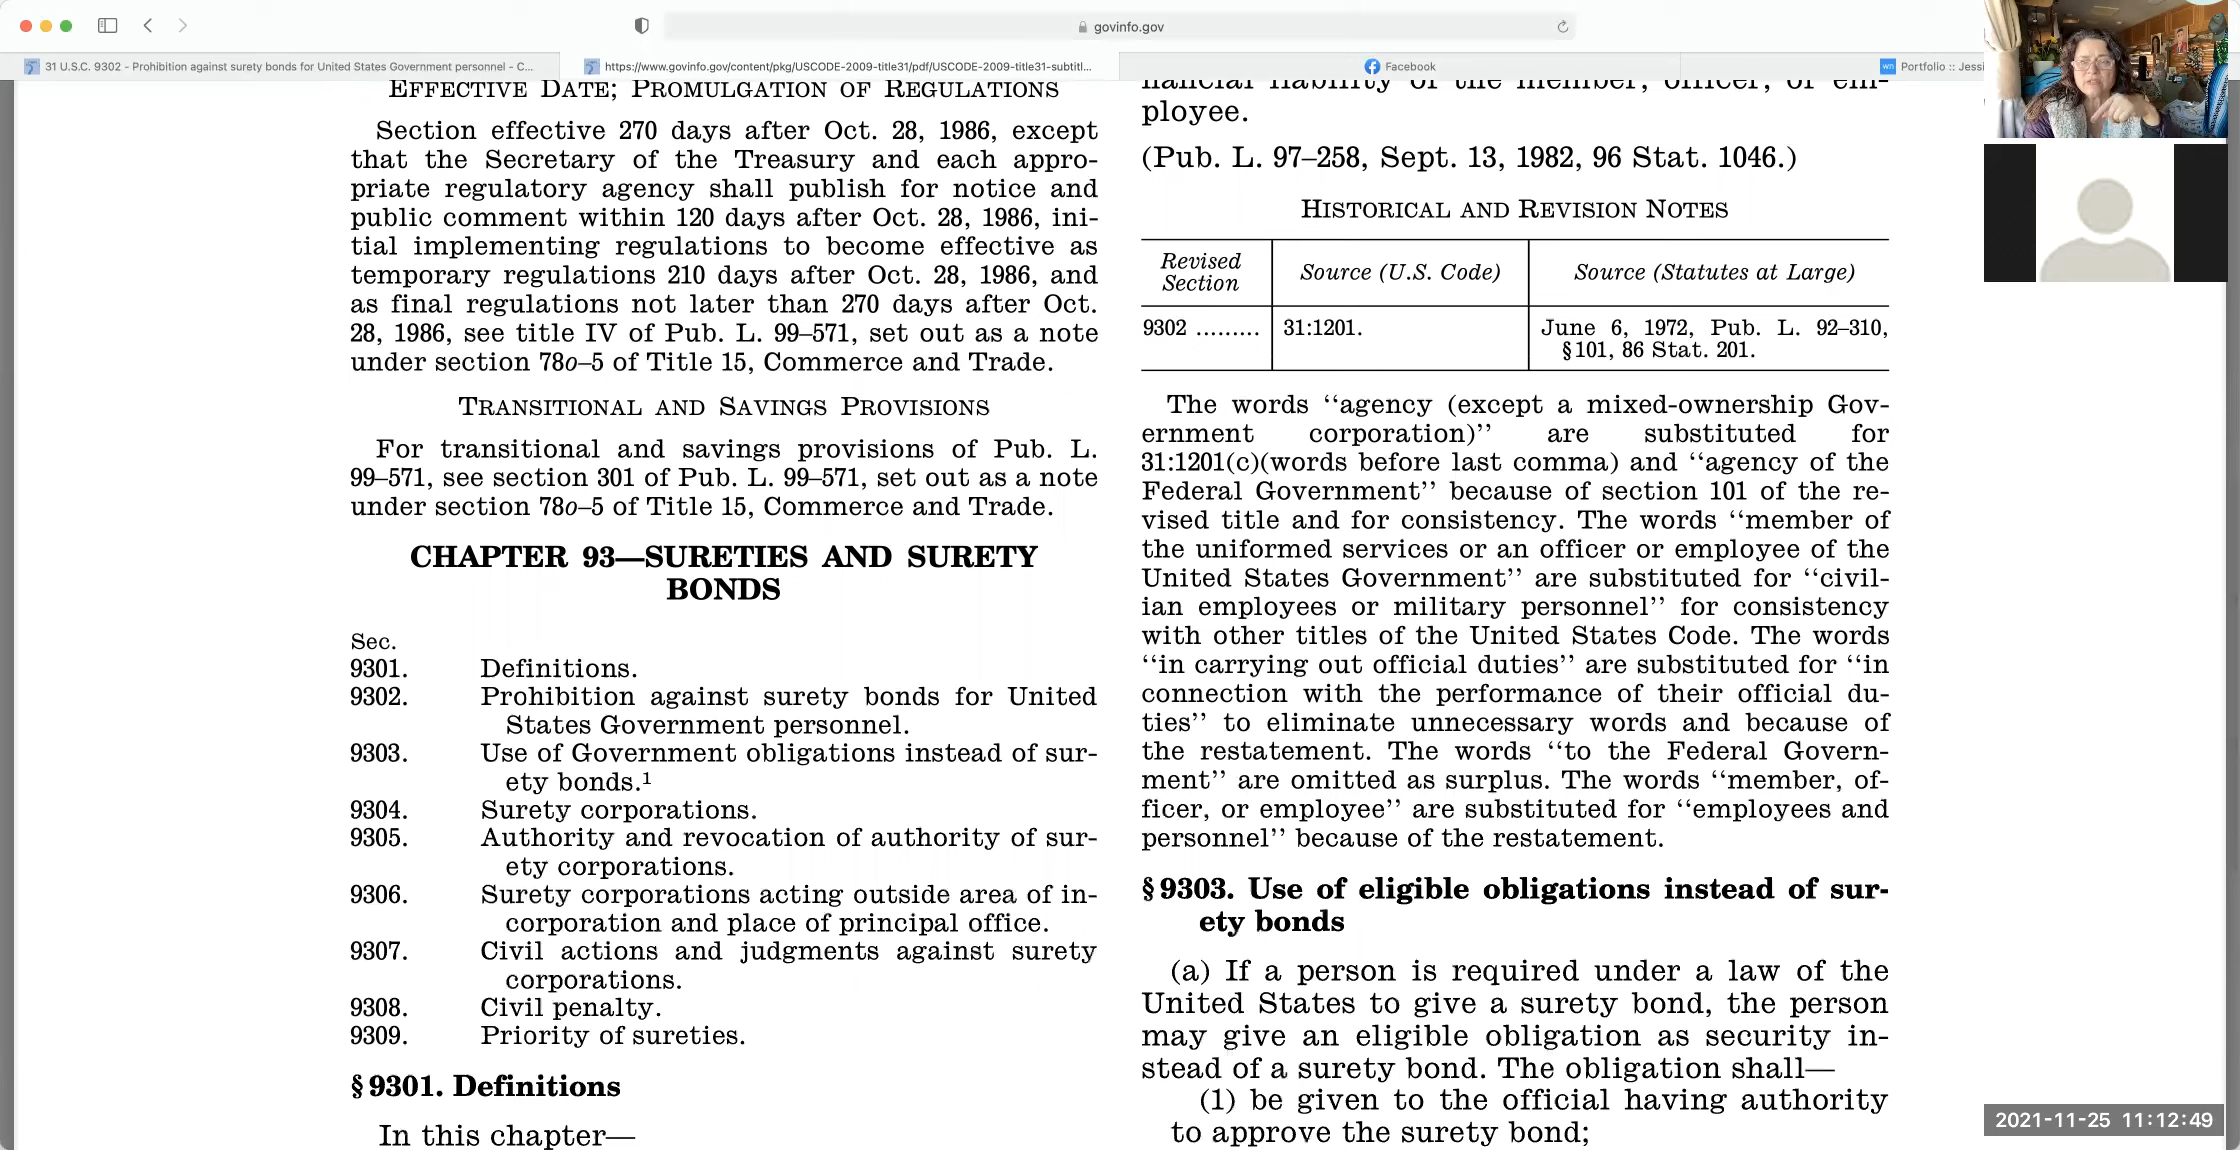 govinfo.gov
31 U.S.C. 9302 - Prohibition against surety bonds for United States Government personnel - C...
https://www.govinfo.gov/content/pkg/USCODE-2009-title31/pdf/USCODE-2009-title31-subtitl...
Facebook
wn Portfolio :: Jessi
EFFECTIVE DATE; PROMULGATION OF REGULATIONS
Section effective 270 days after Oct. 28, 1986, except
that the Secretary of the Treasury and each appro-
priate regulatory agency shall publish for notice and
public comment within 120 days after Oct. 28, 1986, ini-
tial implementing regulations to become effective as
temporary regulations 210 days after Oct. 28, 1986, and
as final regulations not later than 270 days after Oct.
28, 1986, see title IV of Pub. L. 99–571, set out as a note
under section 78o–5 of Title 15, Commerce and Trade.
TRANSITIONAL AND SAVINGS PROVISIONS
For transitional and savings provisions of Pub. L.
99–571, see section 301 of Pub. L. 99–571, set out as a note
under section 78o–5 of Title 15, Commerce and Trade.
CHAPTER 93—SURETIES AND SURETY
BONDS
Sec.
9301. Definitions.
9302. Prohibition against surety bonds for United
States Government personnel.
9303. Use of Government obligations instead of sur-
ety bonds.¹
9304. Surety corporations.
9305. Authority and revocation of authority of sur-
ety corporations.
9306. Surety corporations acting outside area of in-
corporation and place of principal office.
9307. Civil actions and judgments against surety
corporations.
9308. Civil penalty.
9309. Priority of sureties.
§ 9301. Definitions
In this chapter—
nancial liability of the member, officer, or em-
ployee.
(Pub. L. 97–258, Sept. 13, 1982, 96 Stat. 1046.)
HISTORICAL AND REVISION NOTES
Revised
Section
Source (U.S. Code)
Source (Statutes at Large)
9302 ......... 31:1201. June 6, 1972, Pub. L. 92–310,
§ 101, 86 Stat. 201.
The words ‘‘agency (except a mixed-ownership Gov-
ernment corporation)’’ are substituted for
31:1201(c)(words before last comma) and ‘‘agency of the
Federal Government’’ because of section 101 of the re-
vised title and for consistency. The words ‘‘member of
the uniformed services or an officer or employee of the
United States Government’’ are substituted for ‘‘civil-
ian employees or military personnel’’ for consistency
with other titles of the United States Code. The words
‘‘in carrying out official duties’’ are substituted for ‘‘in
connection with the performance of their official du-
ties’’ to eliminate unnecessary words and because of
the restatement. The words ‘‘to the Federal Govern-
ment’’ are omitted as surplus. The words ‘‘member, of-
ficer, or employee’’ are substituted for ‘‘employees and
personnel’’ because of the restatement.
§ 9303. Use of eligible obligations instead of sur-
ety bonds
(a) If a person is required under a law of the
United States to give a surety bond, the person
may give an eligible obligation as security in-
stead of a surety bond. The obligation shall—
(1) be given to the official having authority
to approve the surety bond;
2021-11-25 11:12:49